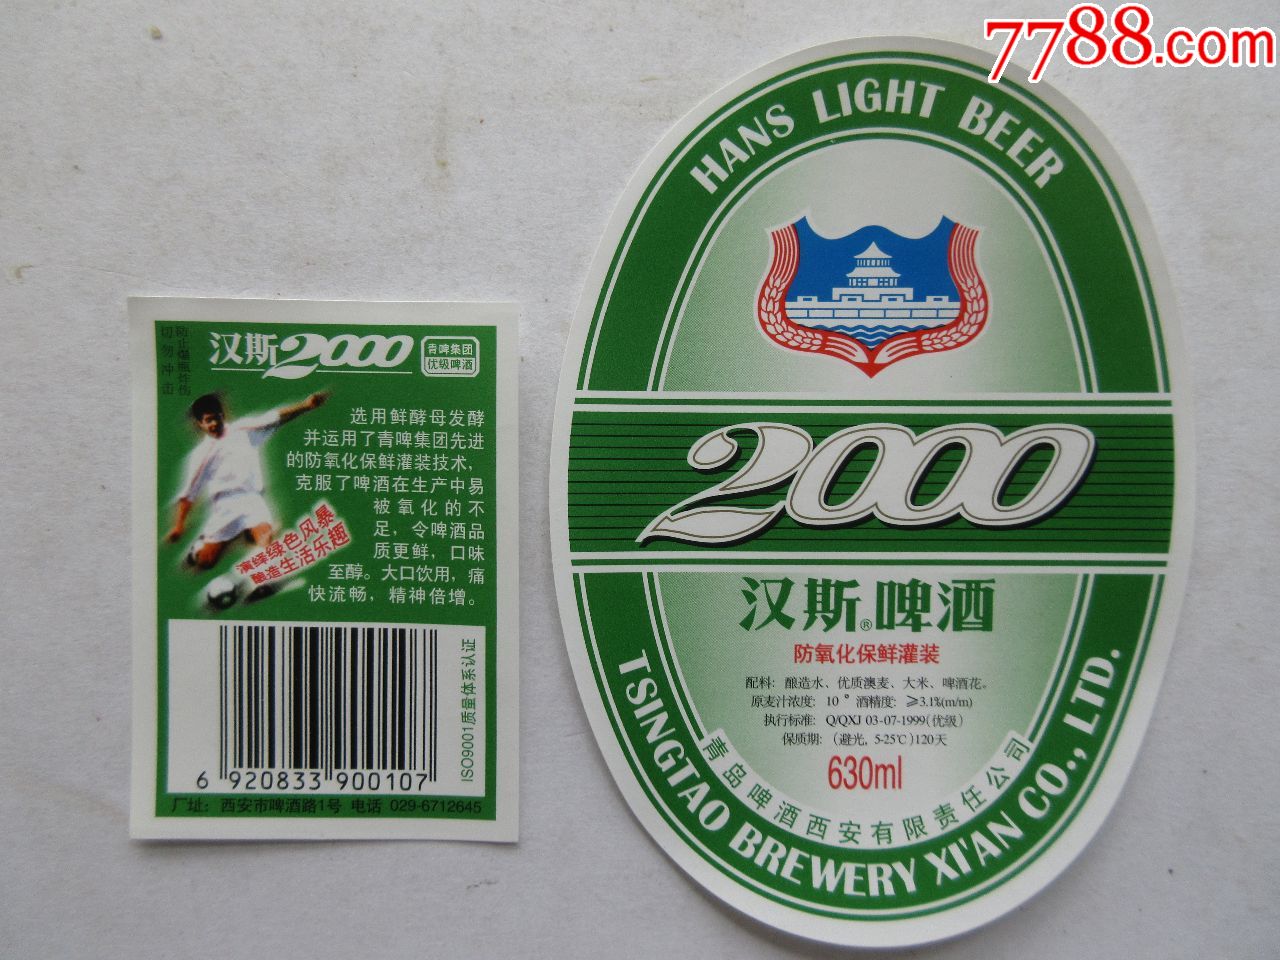 7788.com
切勿冲击
防止爆瓶炸伤
汉斯2000
青啤集团
优级啤酒
选用鲜酵母发酵
并运用了青啤集团先进
的防氧化保鲜灌装技术，
克服了啤酒在生产中易
被氧化的不
足，令啤酒品
质更鲜，口味
至醇。大口饮用，痛
快流畅，精神倍增。
演绎绿色风暴
酿造生活乐趣
ISO9001质量体系认证
6 920833 900107
厂址：西安市啤酒路1号 电话 029-6712645
HANS LIGHT BEER
2000
汉斯®啤酒
防氧化保鲜灌装
配料：酿造水、优质澳麦、大米、啤酒花。
原麦汁浓度：10° 酒精度：≥3.1%(m/m)
执行标准：Q/QXJ 03-07-1999(优级)
保质期：(避光，5-25℃)120天
630ml
青岛啤酒西安有限责任公司
TSINGTAO BREWERY XI'AN CO., LTD.